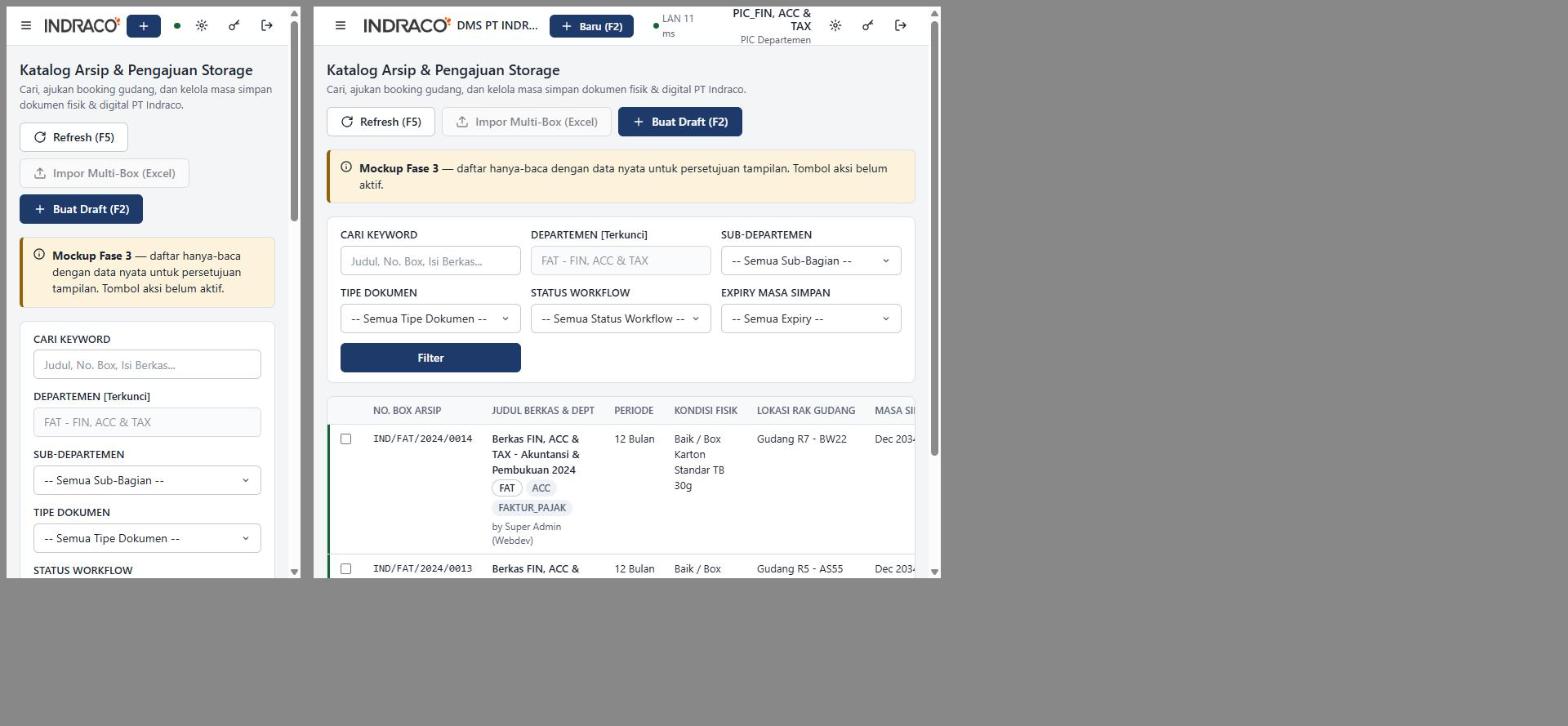 INDRACO
Katalog Arsip & Pengajuan Storage
Cari, ajukan booking gudang, dan kelola masa simpan
dokumen fisik & digital PT Indraco.
Refresh (F5)
Impor Multi-Box (Excel)
Buat Draft (F2)
Mockup Fase 3 — daftar hanya-baca
dengan data nyata untuk persetujuan
tampilan. Tombol aksi belum aktif.
CARI KEYWORD
Judul, No. Box, Isi Berkas...
DEPARTEMEN [Terkunci]
FAT - FIN, ACC & TAX
SUB-DEPARTEMEN
-- Semua Sub-Bagian --
TIPE DOKUMEN
-- Semua Tipe Dokumen --
STATUS WORKFLOW
INDRACO DMS PT INDR... Baru (F2)
LAN 11
ms
PIC_FIN, ACC &
TAX
PIC Departemen
Katalog Arsip & Pengajuan Storage
Cari, ajukan booking gudang, dan kelola masa simpan dokumen fisik & digital PT Indraco.
Refresh (F5) Impor Multi-Box (Excel) Buat Draft (F2)
Mockup Fase 3 — daftar hanya-baca dengan data nyata untuk persetujuan tampilan. Tombol aksi belum
aktif.
CARI KEYWORD DEPARTEMEN [Terkunci] SUB-DEPARTEMEN
Judul, No. Box, Isi Berkas... FAT - FIN, ACC & TAX -- Semua Sub-Bagian --
TIPE DOKUMEN STATUS WORKFLOW EXPIRY MASA SIMPAN
-- Semua Tipe Dokumen -- -- Semua Status Workflow -- -- Semua Expiry --
Filter
NO. BOX ARSIP JUDUL BERKAS & DEPT PERIODE KONDISI FISIK LOKASI RAK GUDANG MASA
IND/FAT/2024/0014 Berkas FIN, ACC & 12 Bulan Baik / Box Gudang R7 - BW22 Dec 2034
TAX - Akuntansi & Karton
Pembukuan 2024 Standar TB
FAT ACC 30g
FAKTUR_PAJAK
by Super Admin
(Webdev)
IND/FAT/2024/0013 Berkas FIN, ACC & 12 Bulan Baik / Box Gudang R5 - AS55 Dec 2034